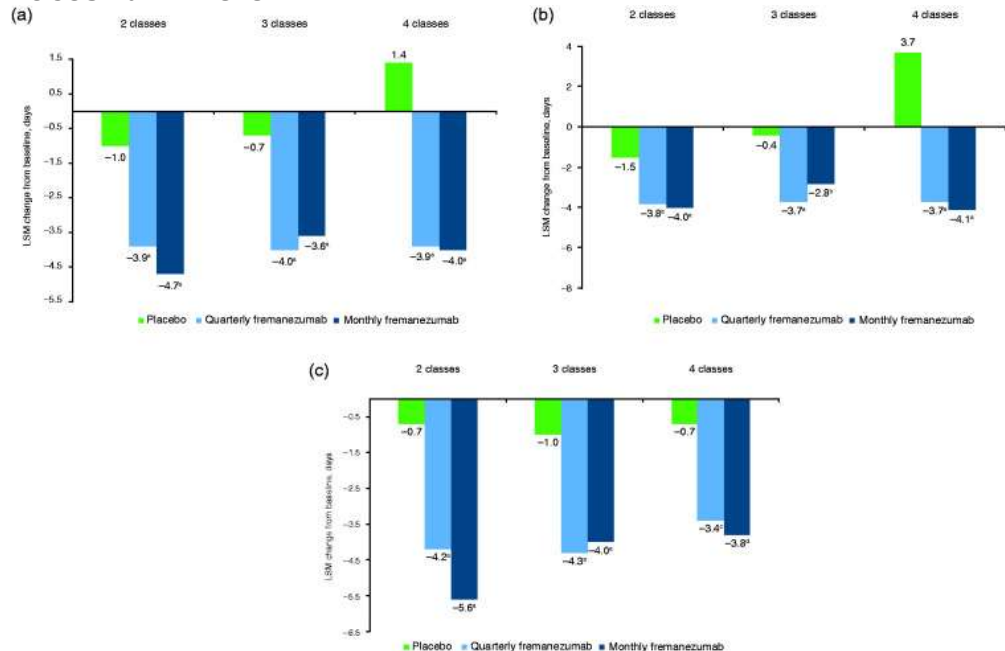 (a)
2 classes 3 classes 4 classes
LSM change from baseline, days
1.5
0.5
−0.5
−1.5
−2.5
−3.5
−4.5
−5.5
1.4
−1.0
−0.7
−3.9ᵃ
−4.7ᵃ
−4.0ᵃ
−3.6ᵃ
−3.9ᵃ
−4.0ᵃ
Placebo Quarterly fremanezumab Monthly fremanezumab
(b)
2 classes 3 classes 4 classes
LSM change from baseline, days
4
2
0
−2
−4
−6
−8
3.7
−1.5
−0.4
−3.8ᵃ
−4.0ᵃ
−3.7ᵃ
−2.8ᵃ
−3.7ᵃ
−4.1ᵃ
Placebo Quarterly fremanezumab Monthly fremanezumab
(c)
2 classes 3 classes 4 classes
LSM change from baseline, days
−0.5
−1.5
−2.5
−3.5
−4.5
−5.5
−6.5
−0.7
−1.0
−0.7
−4.2ᵃ
−5.6ᵃ
−4.3ᵃ
−4.0ᵃ
−3.4
−3.8
Placebo Quarterly fremanezumab Monthly fremanezumab